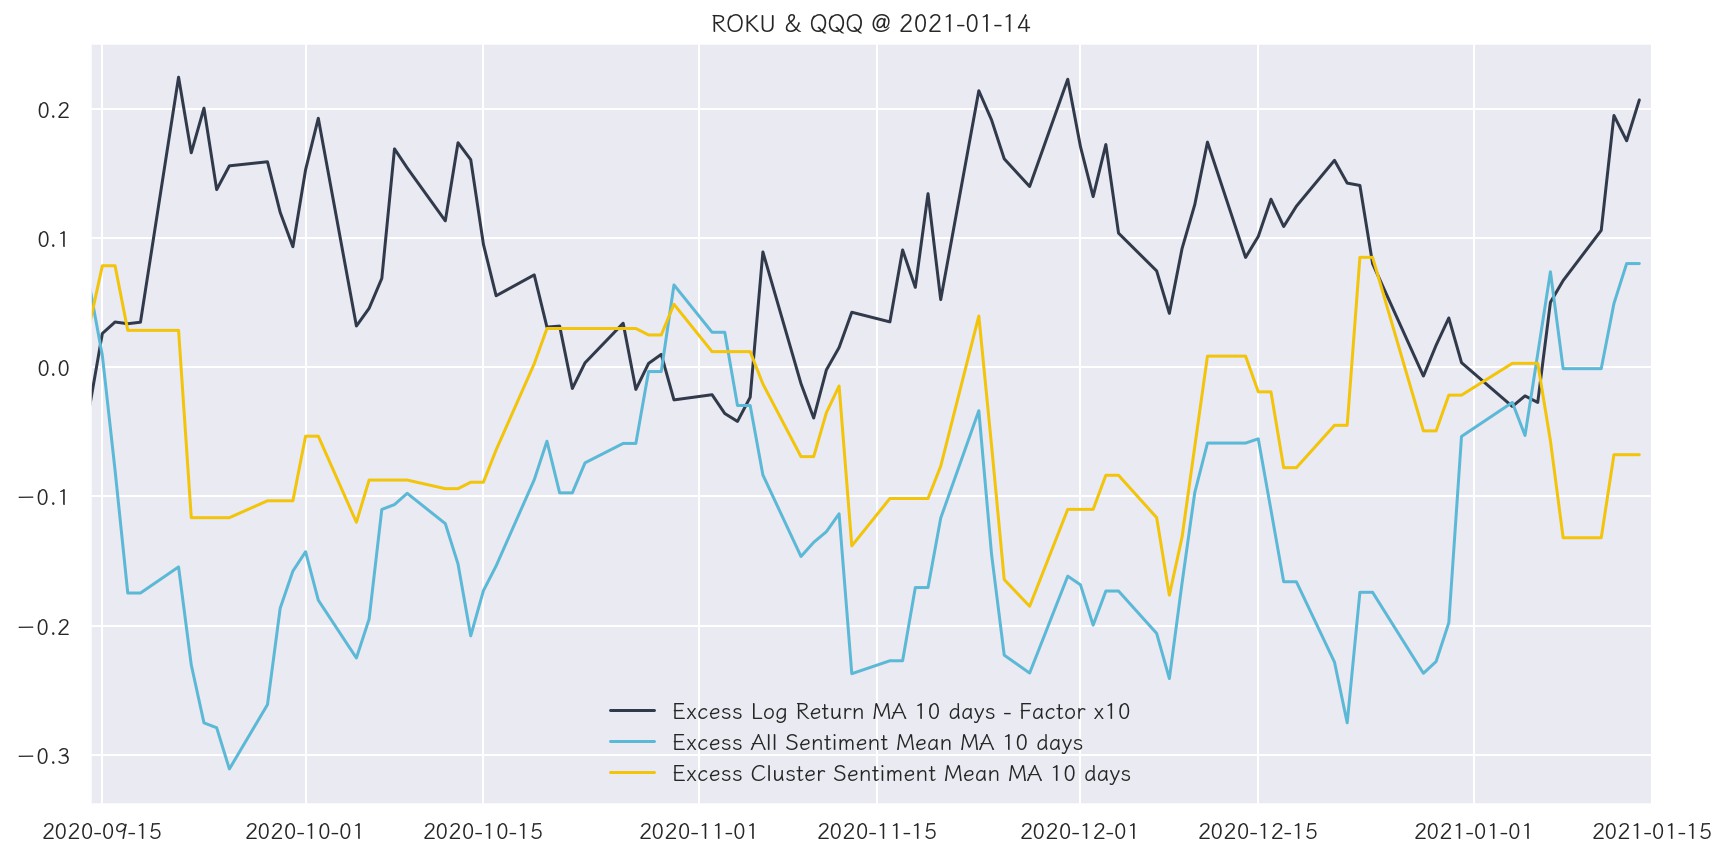 ROKU & QQQ @ 2021-01-14
0.2
0.1
0.0
−0.1
−0.2
−0.3
Excess Log Return MA 10 days - Factor x10
Excess All Sentiment Mean MA 10 days
Excess Cluster Sentiment Mean MA 10 days
2020-09-15 2020-10-01 2020-10-15 2020-11-01 2020-11-15 2020-12-01 2020-12-15 2021-01-01 2021-01-15